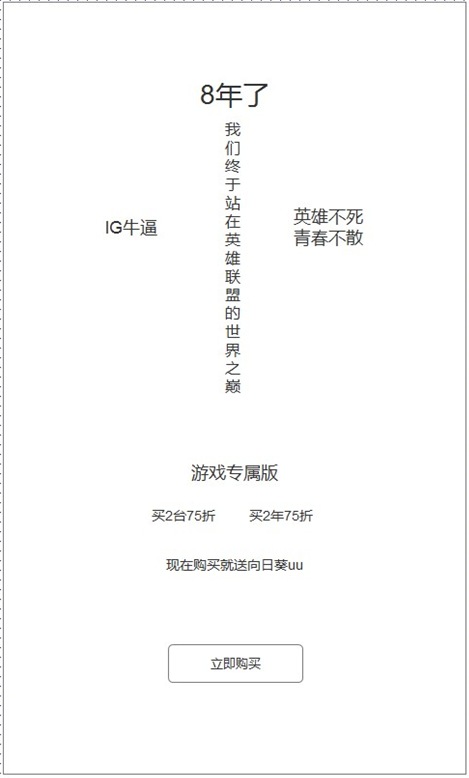 8年了
我们终于站在英雄联盟的世界之巅
IG牛逼
英雄不死
青春不散
游戏专属版
买2台75折
买2年75折
现在购买就送向日葵uu
立即购买